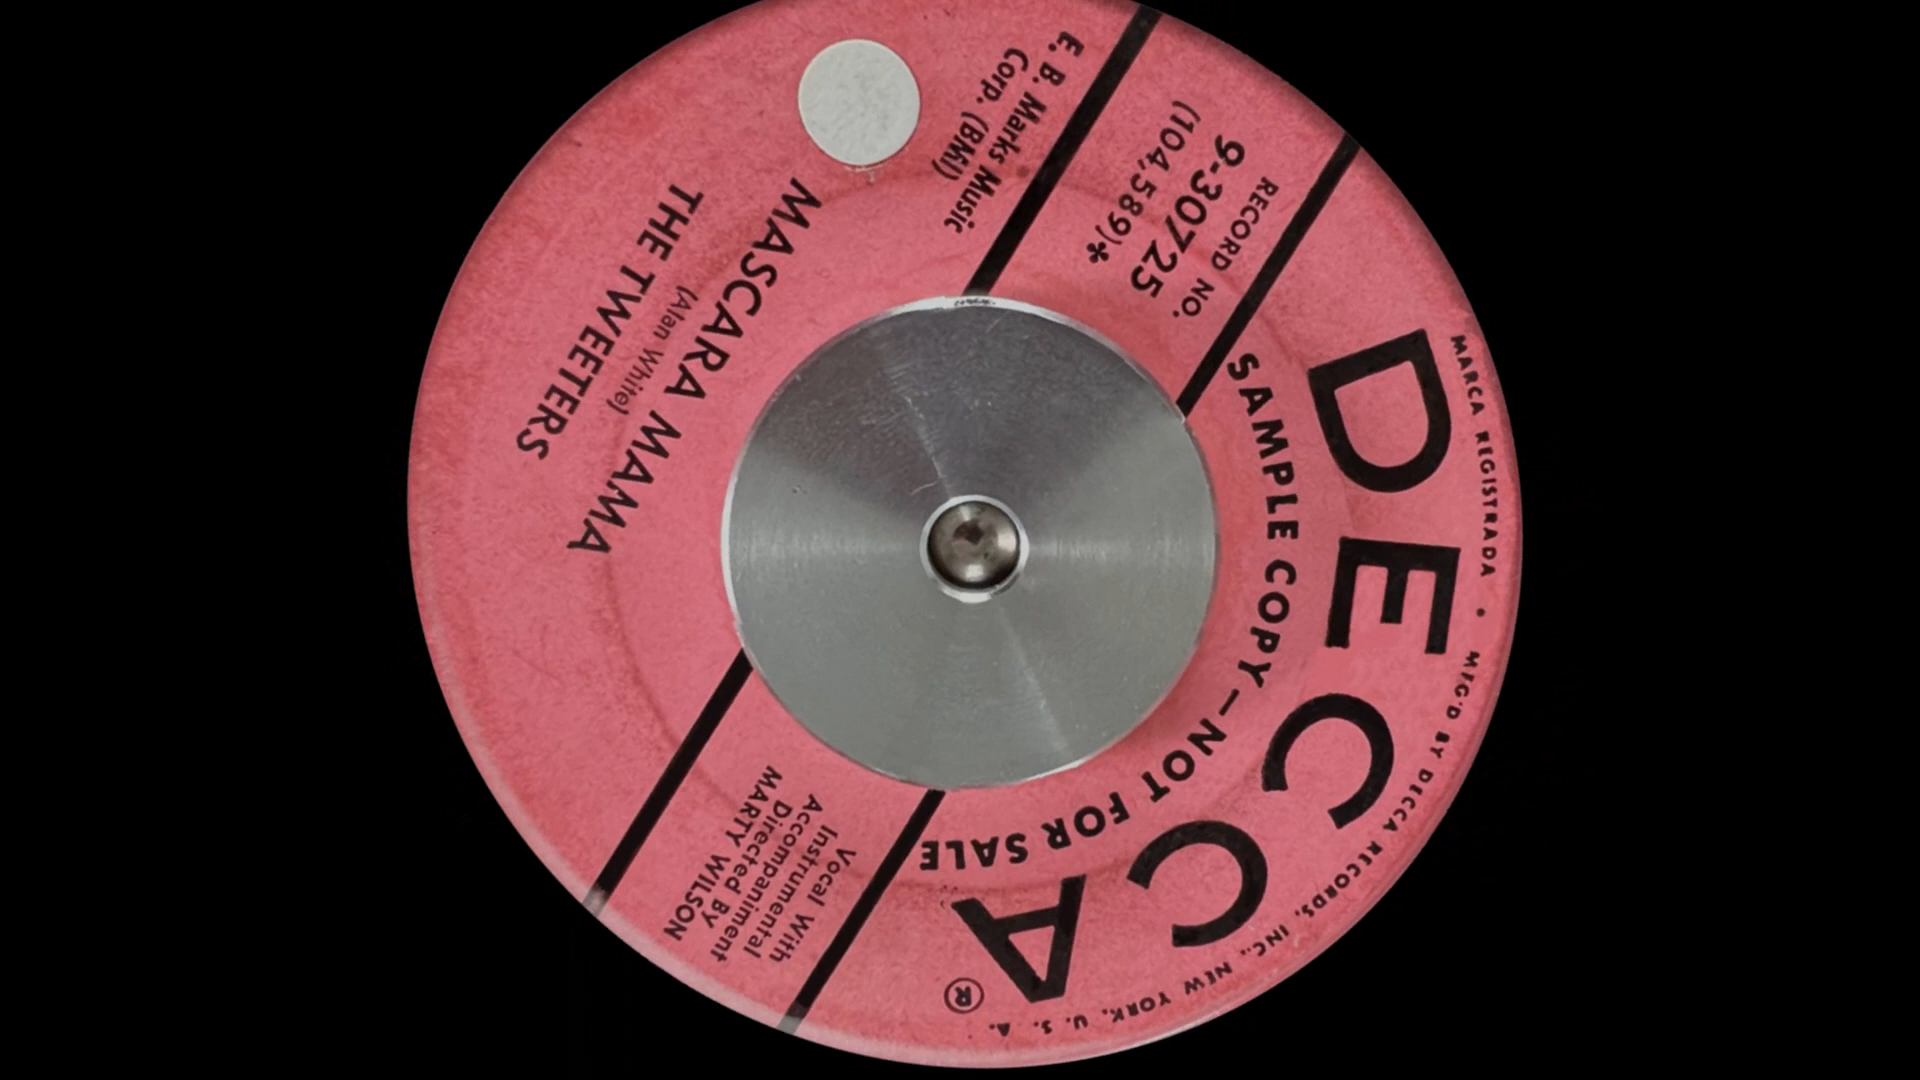 MARCA REGISTRADA • MFG'D BY DECCA RECORDS, INC., NEW YORK, U. S. A.
DECCA
®
SAMPLE COPY—NOT FOR SALE
RECORD NO.
9-30725
(104,589)♣
Vocal With
Instrumental
Accompaniment
Directed By
MARTY WILSON
E. B. Marks Music
Corp. (BMI)
MASCARA MAMA
(Alan White)
THE TWEETERS